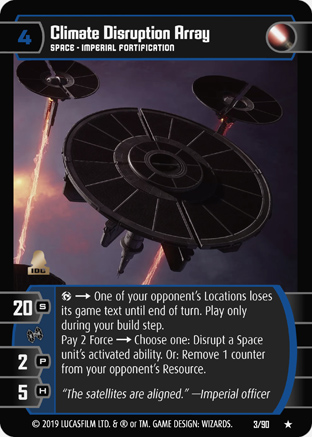 4 Climate Disruption Array
SPACE - IMPERIAL FORTIFICATION
IDG
20 S
2 P
5 H
→ One of your opponent's Locations loses
its game text until end of turn. Play only
during your build step.
Pay 2 Force → Choose one: Disrupt a Space
unit's activated ability. Or: Remove 1 counter
from your opponent's Resource.
"The satellites are aligned." —Imperial officer
© 2019 LUCASFILM LTD. & ® or TM. GAME DESIGN: WIZARDS. 3/90 ★